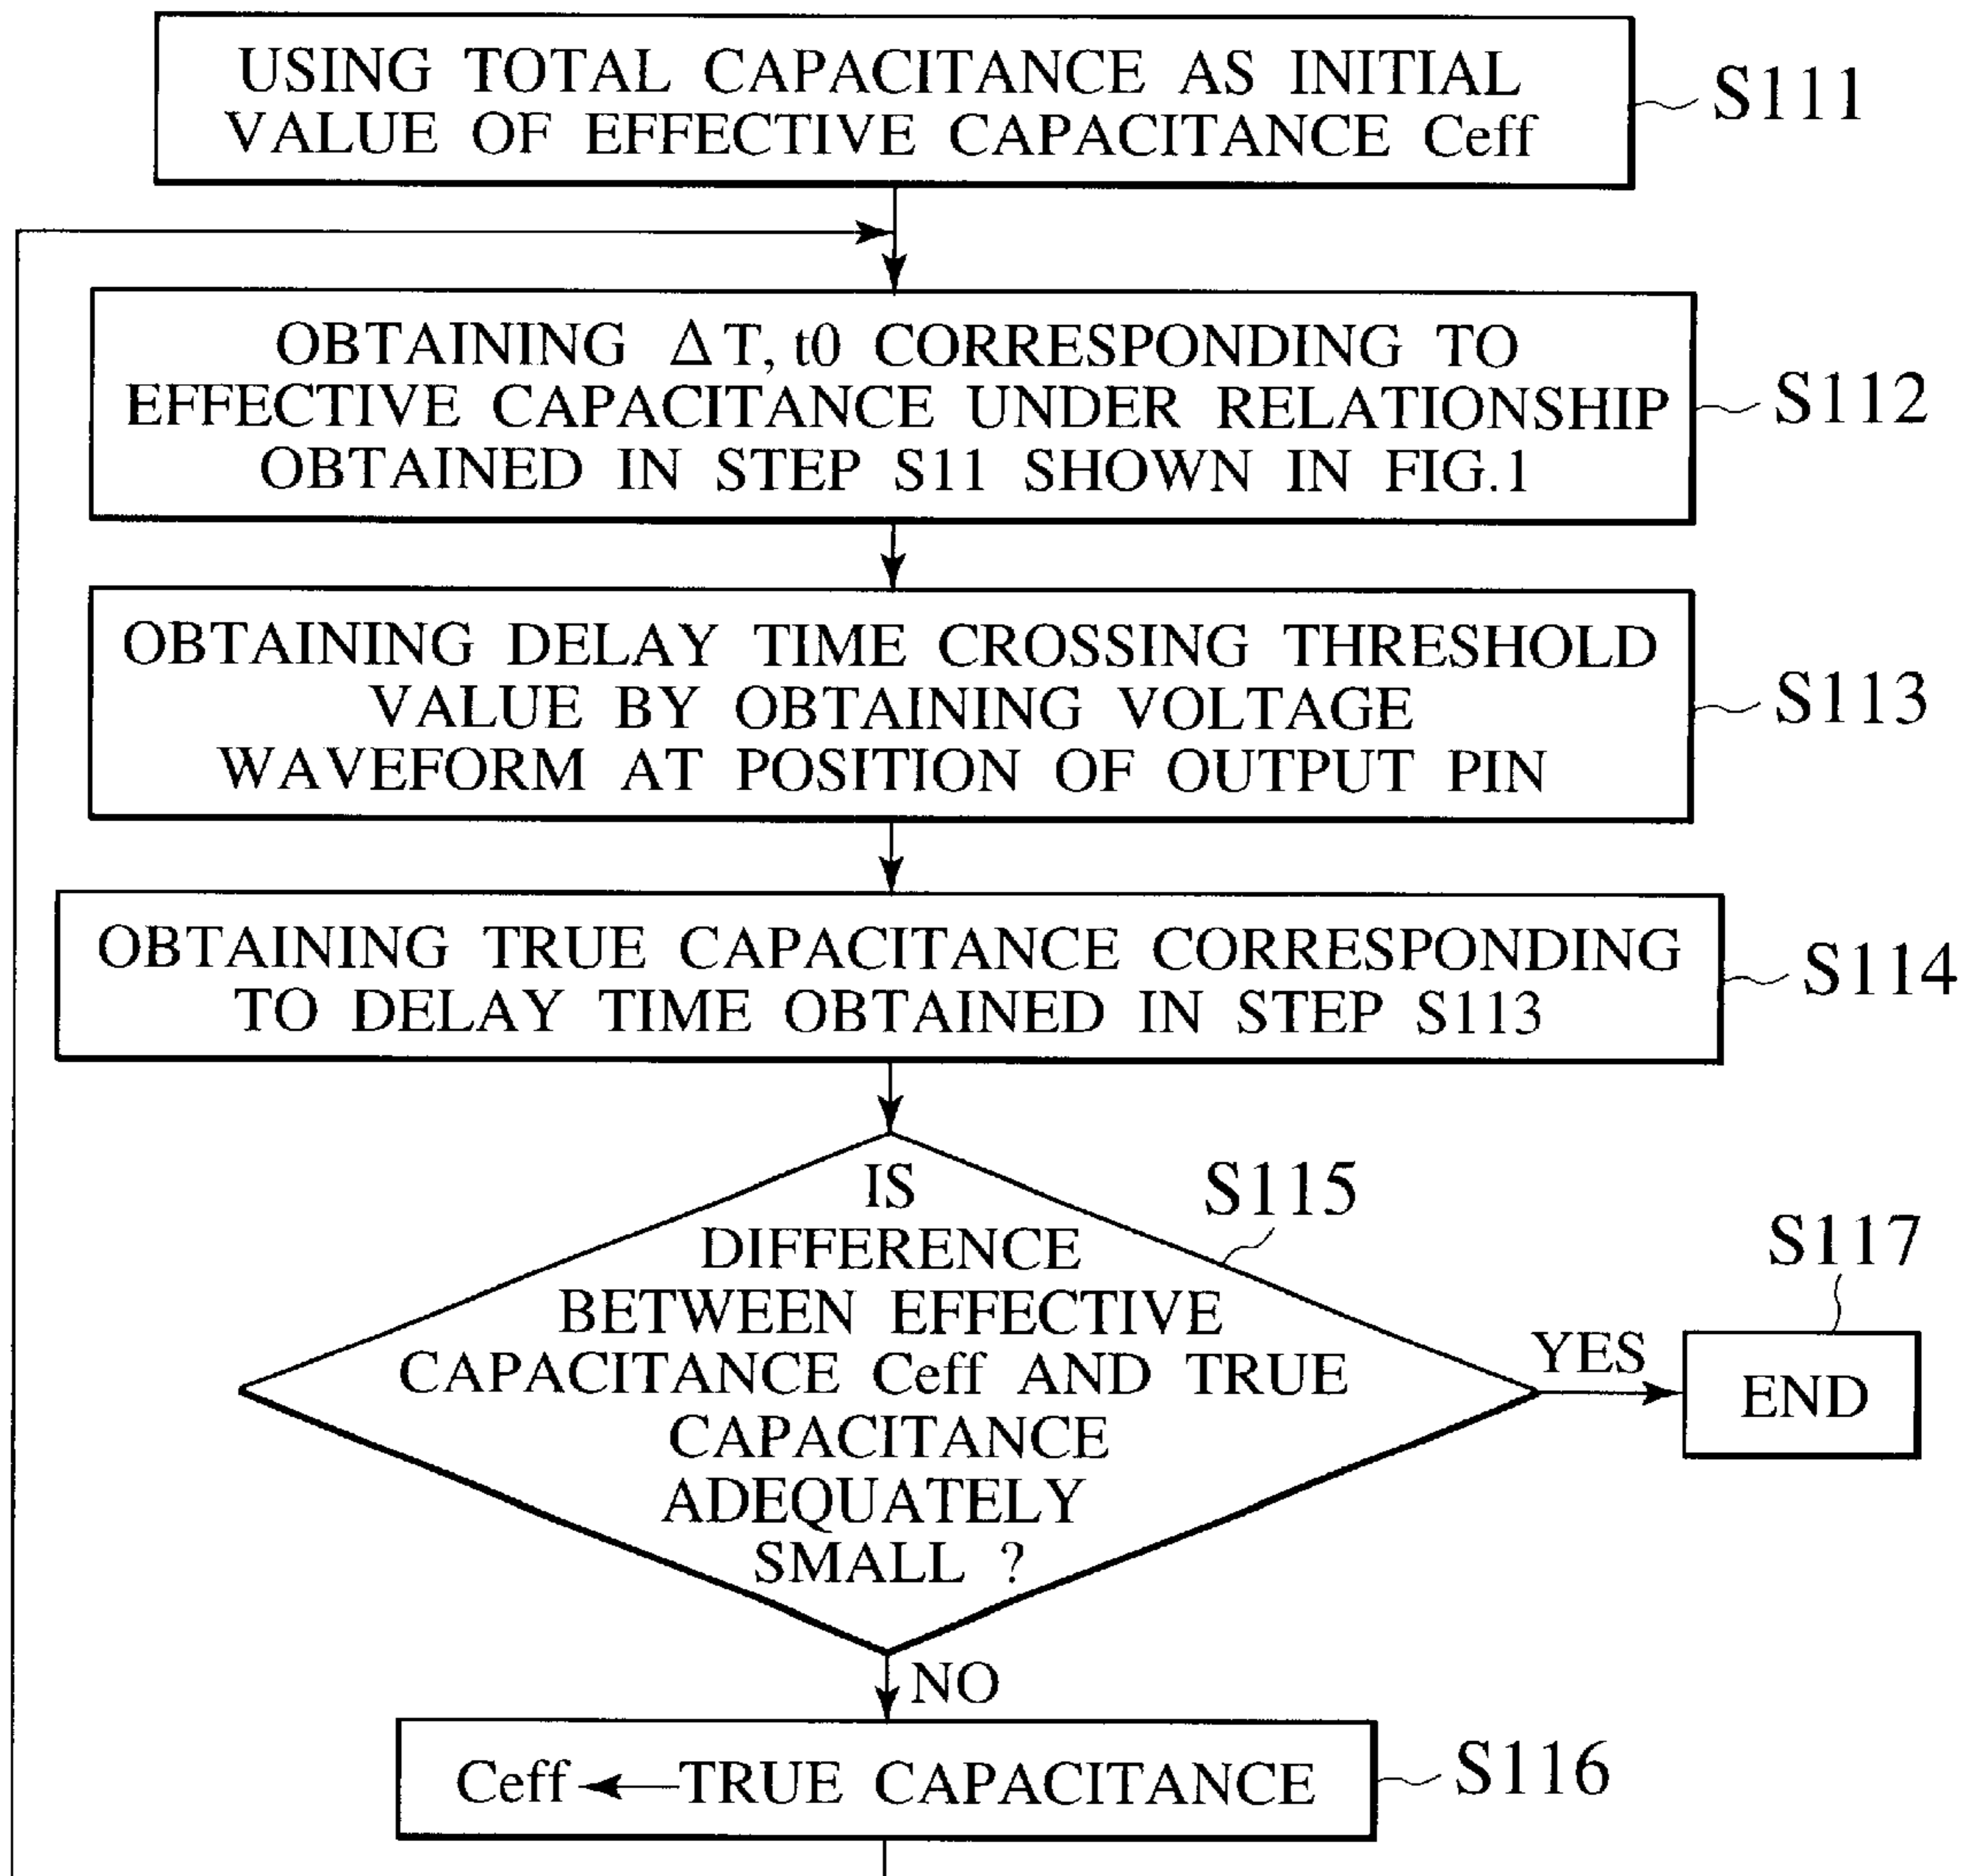 USING TOTAL CAPACITANCE AS INITIAL
VALUE OF EFFECTIVE CAPACITANCE Ceff
S111
OBTAINING ΔT, t0 CORRESPONDING TO
EFFECTIVE CAPACITANCE UNDER RELATIONSHIP
OBTAINED IN STEP S11 SHOWN IN FIG.1
S112
OBTAINING DELAY TIME CROSSING THRESHOLD
VALUE BY OBTAINING VOLTAGE
WAVEFORM AT POSITION OF OUTPUT PIN
S113
OBTAINING TRUE CAPACITANCE CORRESPONDING
TO DELAY TIME OBTAINED IN STEP S113
S114
IS
DIFFERENCE
BETWEEN EFFECTIVE
CAPACITANCE Ceff AND TRUE
CAPACITANCE
ADEQUATELY
SMALL ?
S115
YES
S117
END
NO
Ceff ← TRUE CAPACITANCE
S116